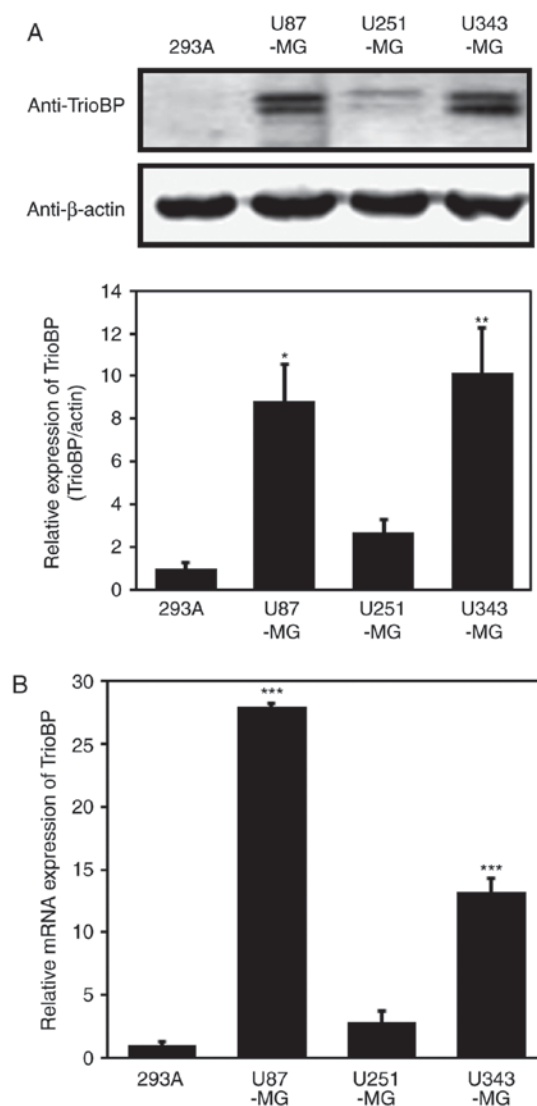 A
293A
U87
-MG
U251
-MG
U343
-MG
Anti-TrioBP
Anti-β-actin
Relative expression of TrioBP
(TrioBP/actin)
14
12
10
8
6
4
2
0
*
**
293A
U87
-MG
U251
-MG
U343
-MG
B
Relative mRNA expression of TrioBP
30
25
20
15
10
5
0
***
***
293A
U87
-MG
U251
-MG
U343
-MG